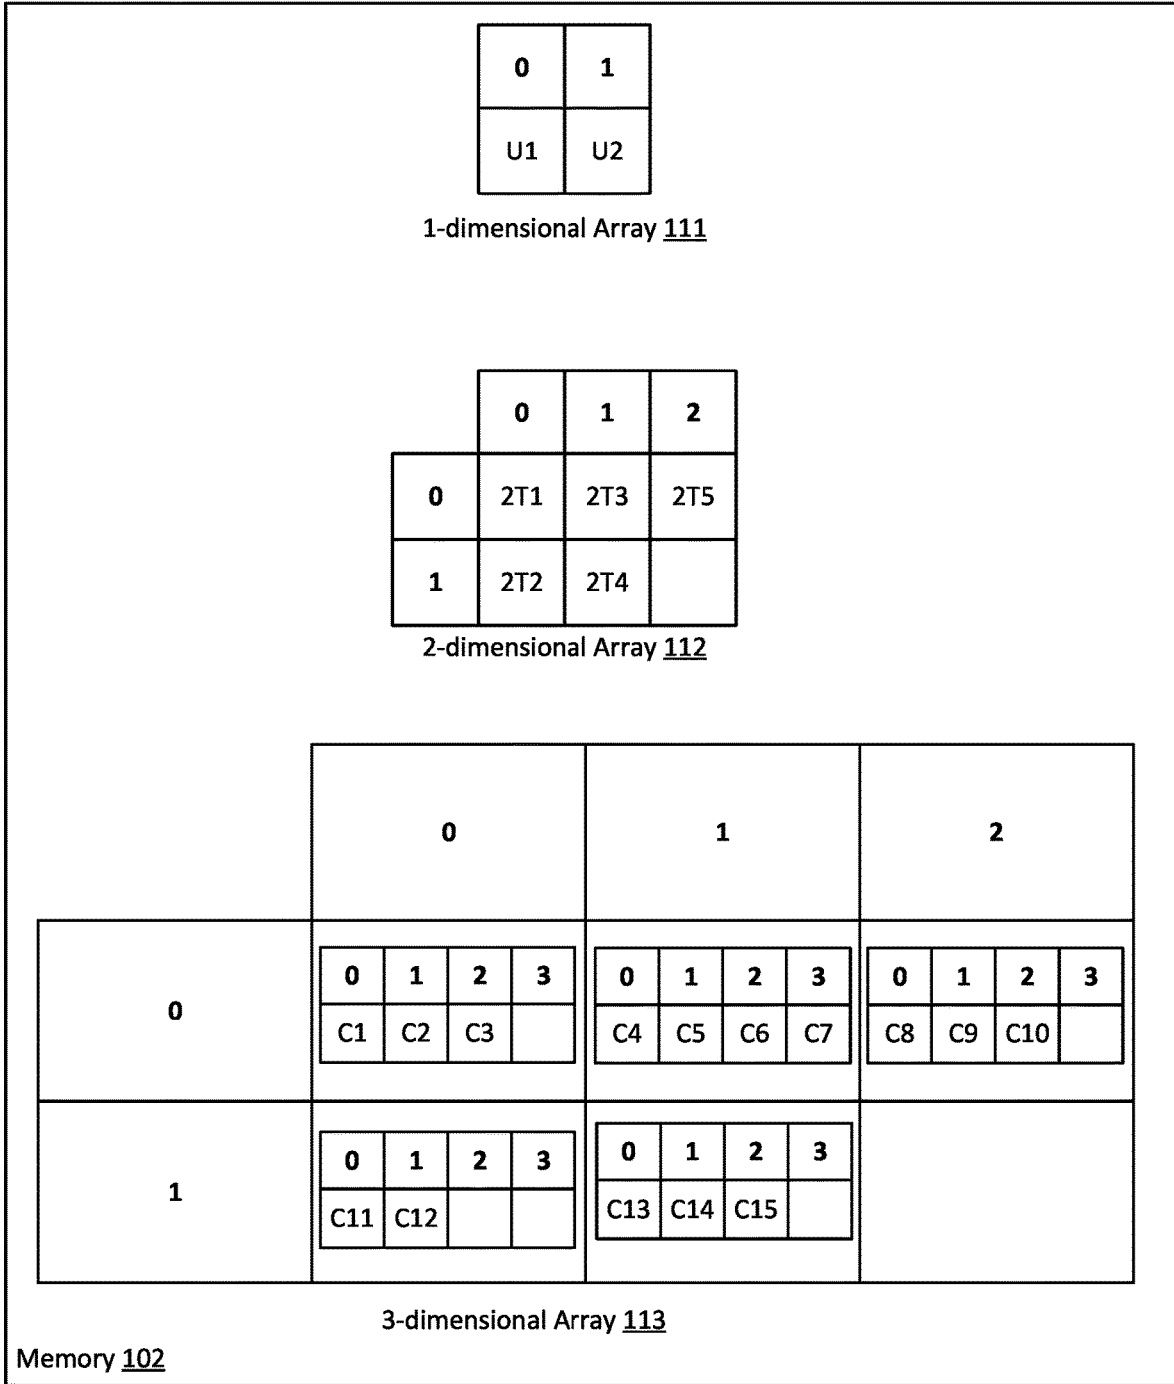 0 1
U1 U2
1-dimensional Array 111
0 1 2
0 2T1 2T3 2T5
1 2T2 2T4
2-dimensional Array 112
0 1 2
0 1 2 3 0 1 2 3 0 1 2 3
0
C1 C2 C3 C4 C5 C6 C7 C8 C9 C10
0 1 2 3 0 1 2 3
1
C11 C12 C13 C14 C15
3-dimensional Array 113
Memory 102